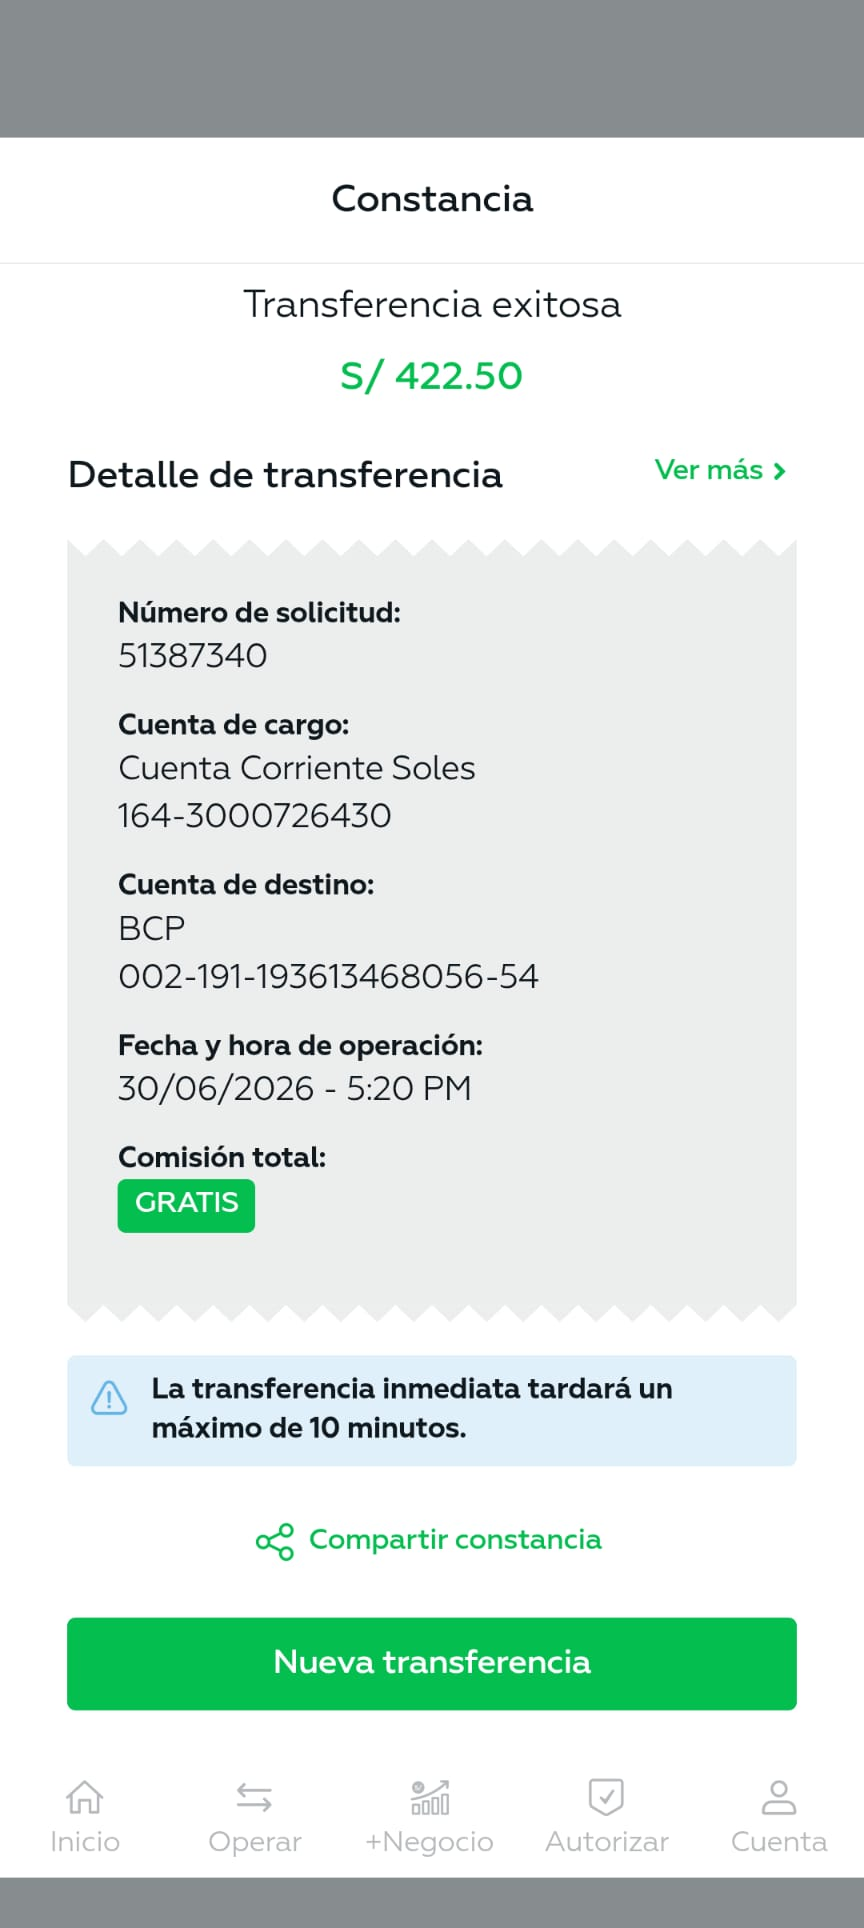 Constancia
Transferencia exitosa
S/ 422.50
Detalle de transferencia
Ver más
Número de solicitud:
51387340
Cuenta de cargo:
Cuenta Corriente Soles
164-3000726430
Cuenta de destino:
BCP
002-191-193613468056-54
Fecha y hora de operación:
30/06/2026 - 5:20 PM
Comisión total:
GRATIS
La transferencia inmediata tardará un
máximo de 10 minutos.
Compartir constancia
Nueva transferencia
Inicio
Operar
+Negocio
Autorizar
Cuenta